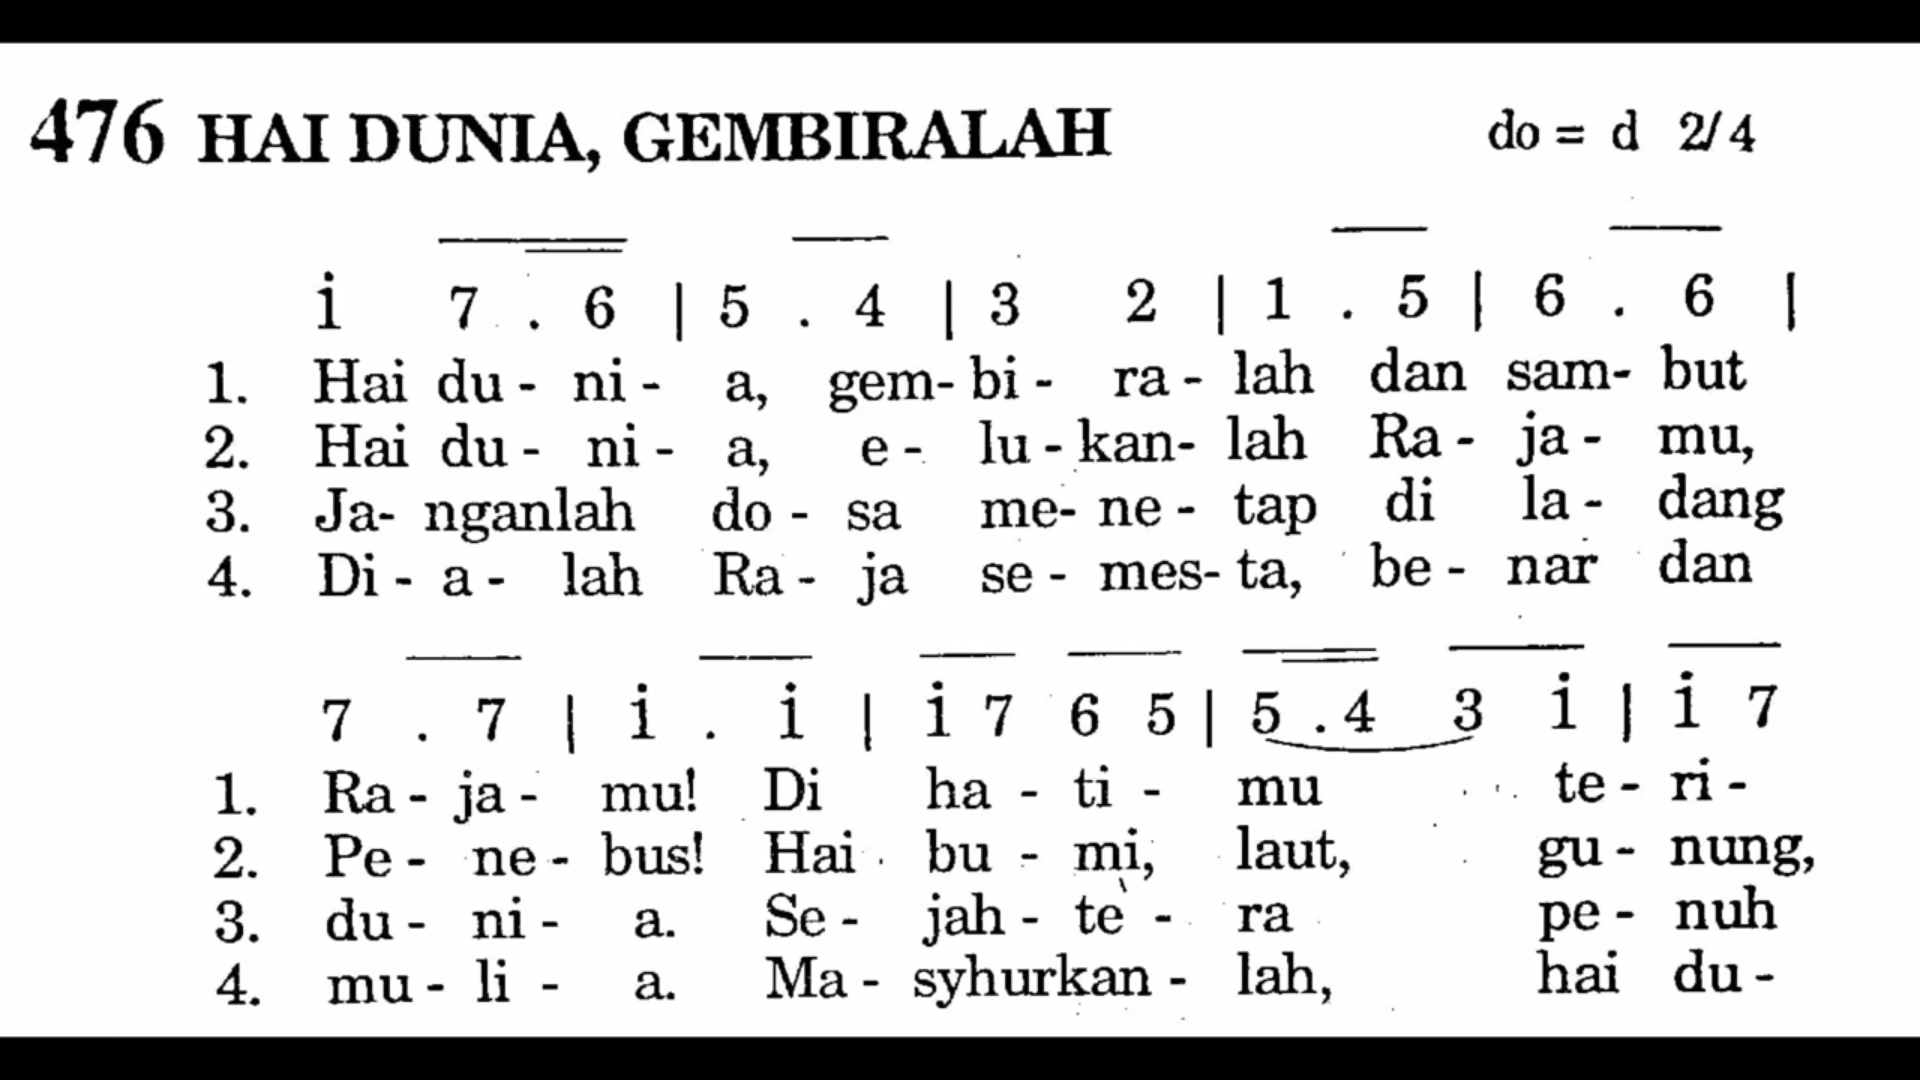 476 HAI DUNIA, GEMBIRALAH do = d 2/4
i 7 . 6 | 5 . 4 | 3 2 | 1 . 5 | 6 . 6 |
1. Hai du - ni - a, gem- bi - ra - lah dan sam- but
2. Hai du - ni - a, e - lu - kan- lah Ra - ja - mu,
3. Ja- nganlah do - sa me- ne - tap di la - dang
4. Di - a - lah Ra - ja se - mes- ta, be - nar dan
7 . 7 | i . i | i 7 6 5 | 5 . 4 3 i | i 7
1. Ra - ja - mu! Di ha - ti - mu te - ri -
2. Pe - ne - bus! Hai bu - mi, laut, gu - nung,
3. du - ni - a. Se - jah - te - ra pe - nuh
4. mu - li - a. Ma - syhurkan - lah, hai du -